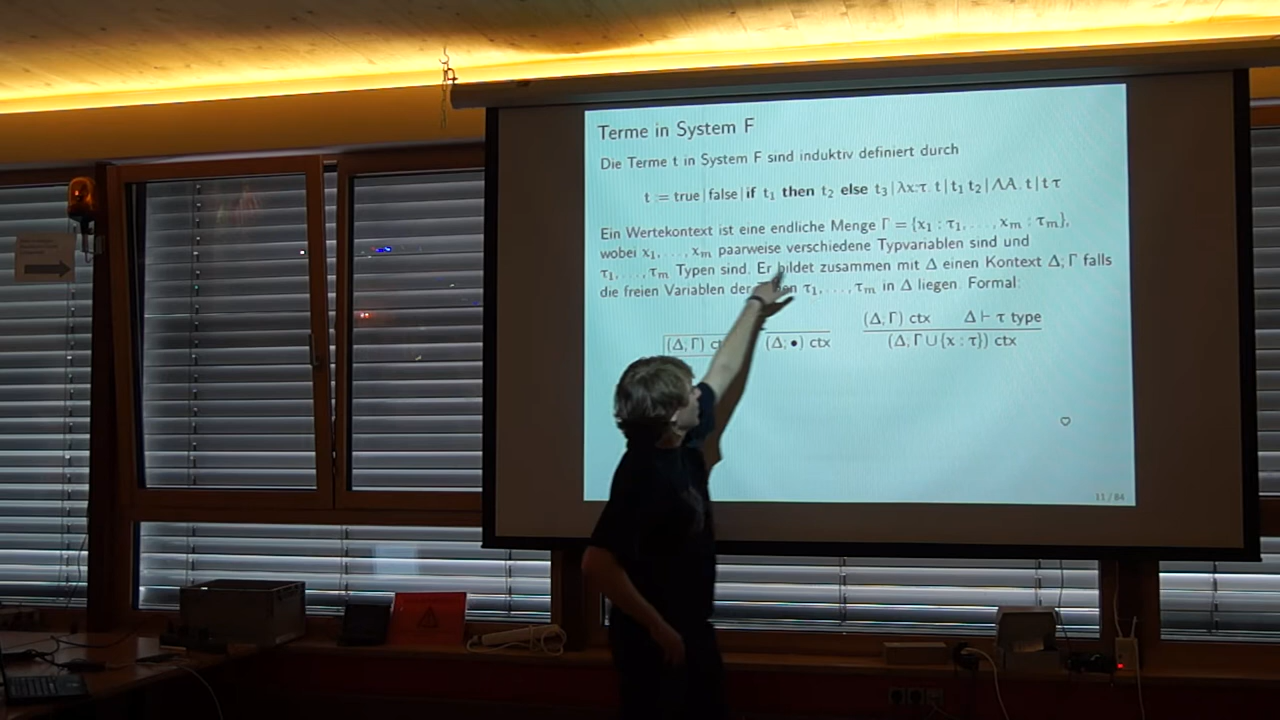 Terme in System F
Die Terme t in System F sind induktiv definiert durch
t := true | false | if t₁ then t₂ else t₃ | λx:τ. t | t₁ t₂ | ΛA. t | t τ
Ein Wertekontext ist eine endliche Menge Γ = {x₁ : τ₁, . . . , xₘ : τₘ},
wobei x₁, . . . , xₘ paarweise verschiedene Typvariablen sind und
τ₁, . . . , τₘ Typen sind. Er bildet zusammen mit Δ einen Kontext Δ; Γ falls
die freien Variablen der τ₁, . . . , τₘ in Δ liegen. Formal:
(Δ; Γ) ctx Δ ⊢ τ type
(Δ; Γ) (Δ; •) ctx (Δ; Γ ∪ {x : τ}) ctx
11 / 84